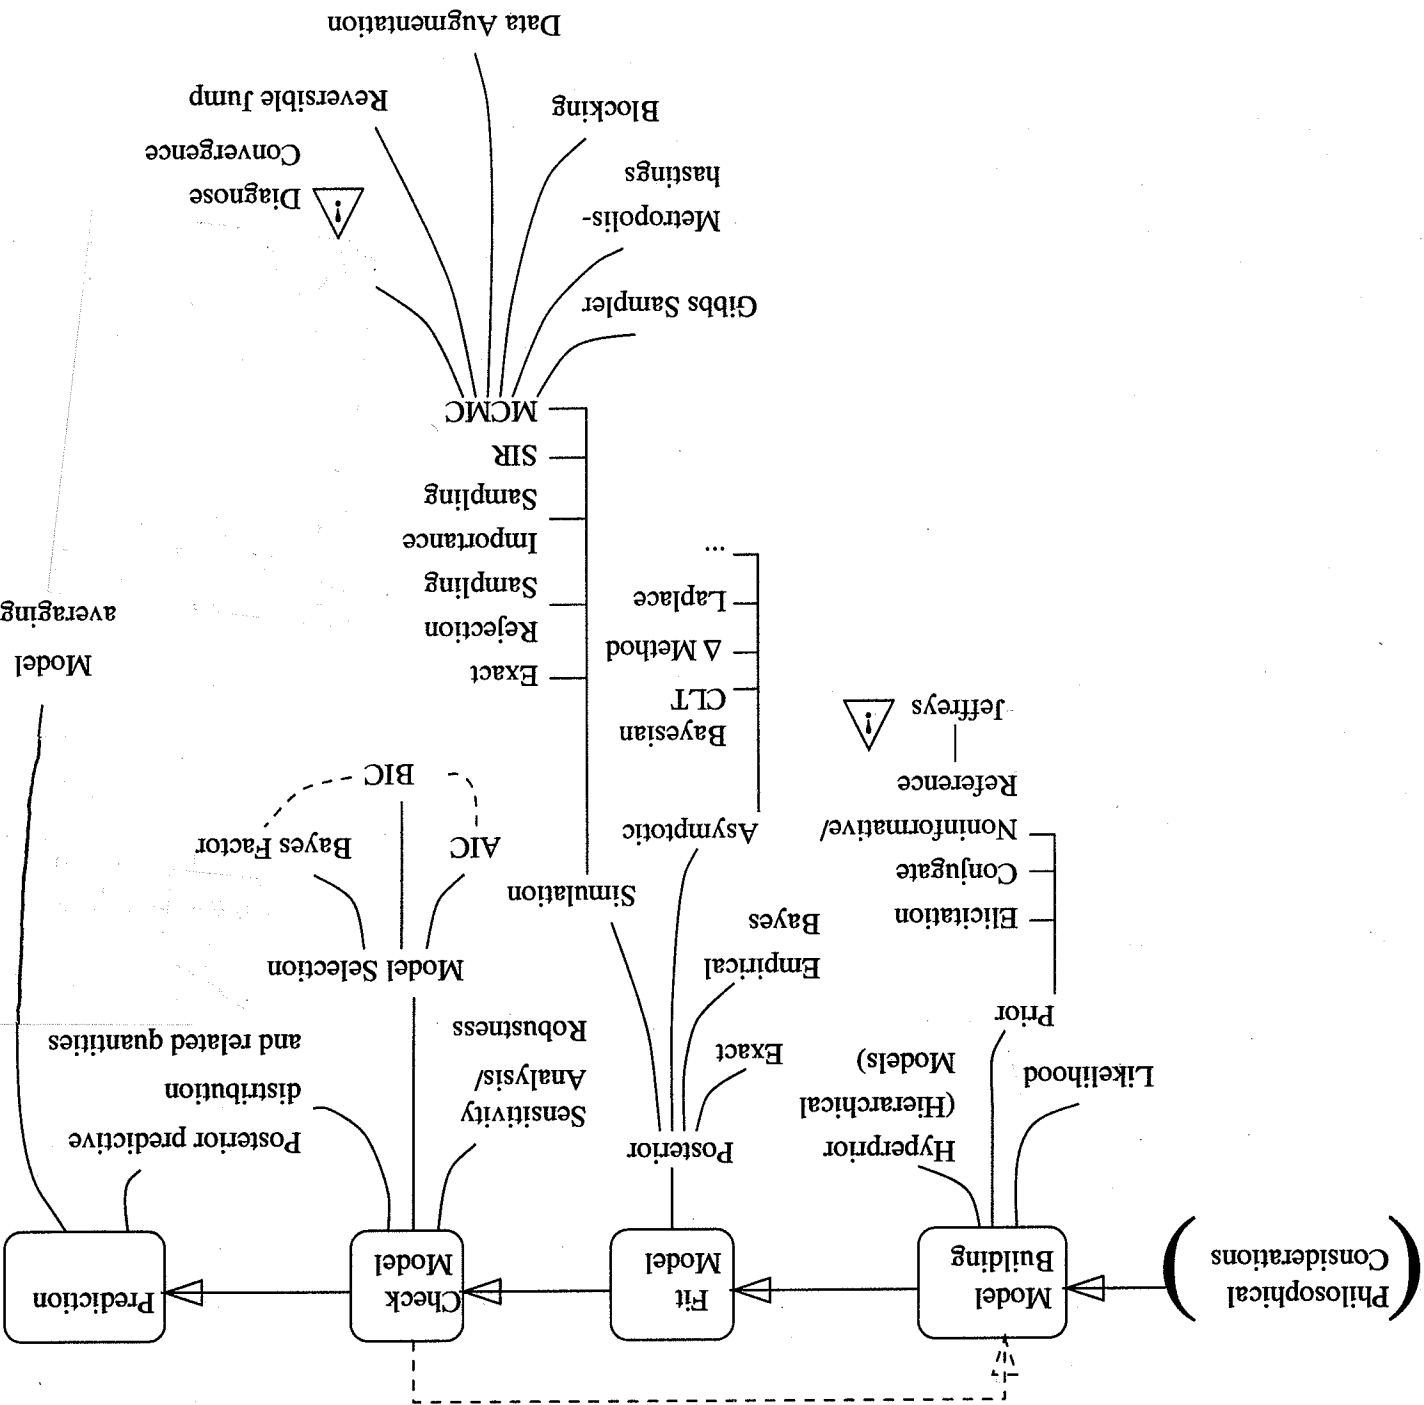 (Philosophical
Considerations)
Model
Building
Fit
Model
Check
Model
Prediction
Likelihood
Prior
Elicitation
Conjugate
Noninformative/
Reference
Jeffreys
!
Hyperprior
(Hierarchical
Models)
Posterior
Exact
Empirical
Bayes
Asymptotic
Bayesian
CLT
Δ Method
Laplace
...
Simulation
Exact
Rejection
Sampling
Importance
Sampling
SIR
MCMC
Gibbs Sampler
Metropolis-
hastings
Blocking
Data Augmentation
Reversible Jump
!
Diagnose
Convergence
Sensitivity
Analysis/
Robustness
Model Selection
AIC
BIC
Bayes Factor
Posterior predictive
distribution
and related quantities
Model
averaging